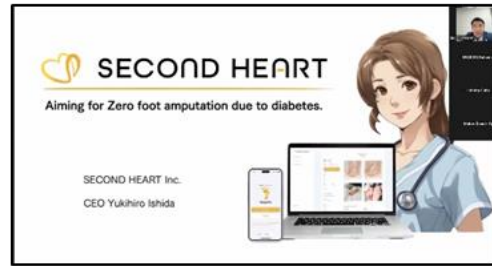 SECOND HEART
Aiming for Zero foot amputation due to diabetes.
SECOND HEART Inc.
CEO Yukihiro Ishida